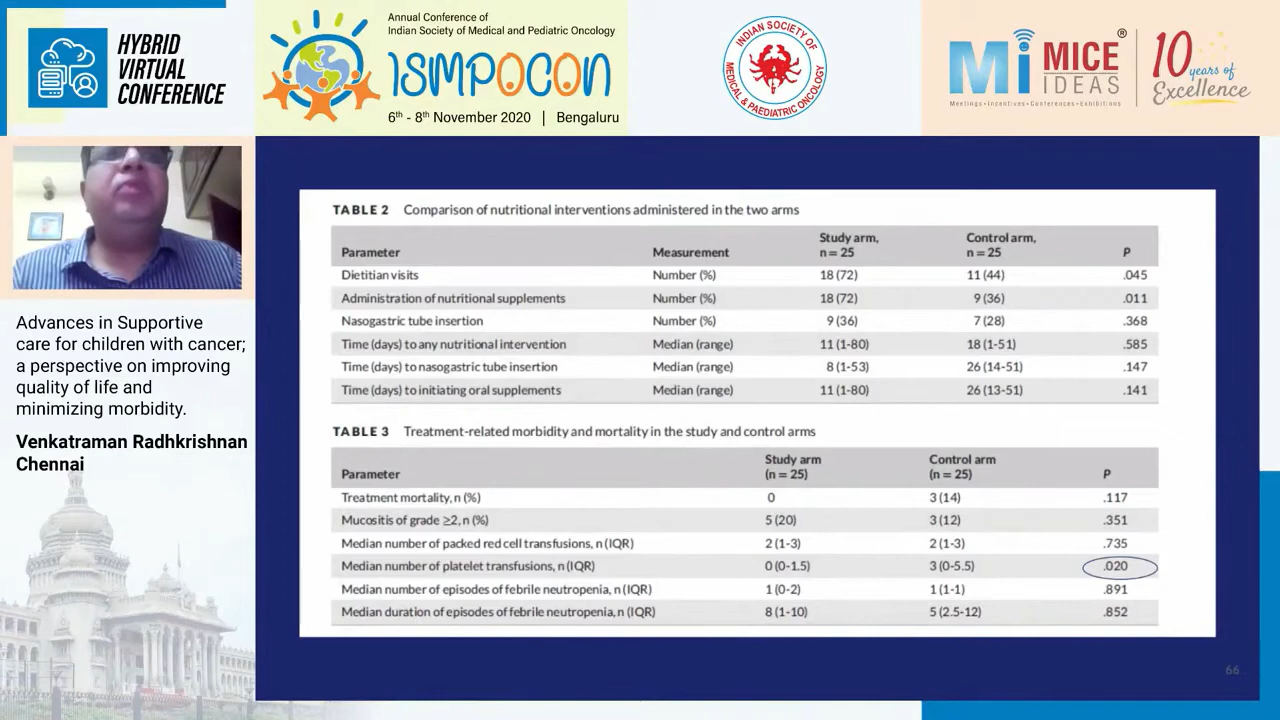 HYBRID
VIRTUAL
CONFERENCE
Annual Conference of
Indian Society of Medical and Pediatric Oncology
ISMPOCON
6th - 8th November 2020 | Bengaluru
INDIAN SOCIETY OF
MEDICAL & PAEDIATRIC ONCOLOGY
Mi MICE ®
IDEAS
Meetings•Incentives•Conferences•Exhibitions
10 years of
Excellence
Advances in Supportive
care for children with cancer;
a perspective on improving
quality of life and
minimizing morbidity.
Venkatraman Radhkrishnan
Chennai
TABLE 2 Comparison of nutritional interventions administered in the two arms
Parameter Measurement Study arm, n = 25 Control arm, n = 25 P
Dietitian visits Number (%) 18 (72) 11 (44) .045
Administration of nutritional supplements Number (%) 18 (72) 9 (36) .011
Nasogastric tube insertion Number (%) 9 (36) 7 (28) .368
Time (days) to any nutritional intervention Median (range) 11 (1-80) 18 (1-51) .585
Time (days) to nasogastric tube insertion Median (range) 8 (1-53) 26 (14-51) .147
Time (days) to initiating oral supplements Median (range) 11 (1-80) 26 (13-51) .141
TABLE 3 Treatment-related morbidity and mortality in the study and control arms
Parameter Study arm (n = 25) Control arm (n = 25) P
Treatment mortality, n (%) 0 3 (14) .117
Mucositis of grade ≥2, n (%) 5 (20) 3 (12) .351
Median number of packed red cell transfusions, n (IQR) 2 (1-3) 2 (1-3) .735
Median number of platelet transfusions, n (IQR) 0 (0-1.5) 3 (0-5.5) .020
Median number of episodes of febrile neutropenia, n (IQR) 1 (0-2) 1 (1-1) .891
Median duration of episodes of febrile neutropenia, n (IQR) 8 (1-10) 5 (2.5-12) .852
66